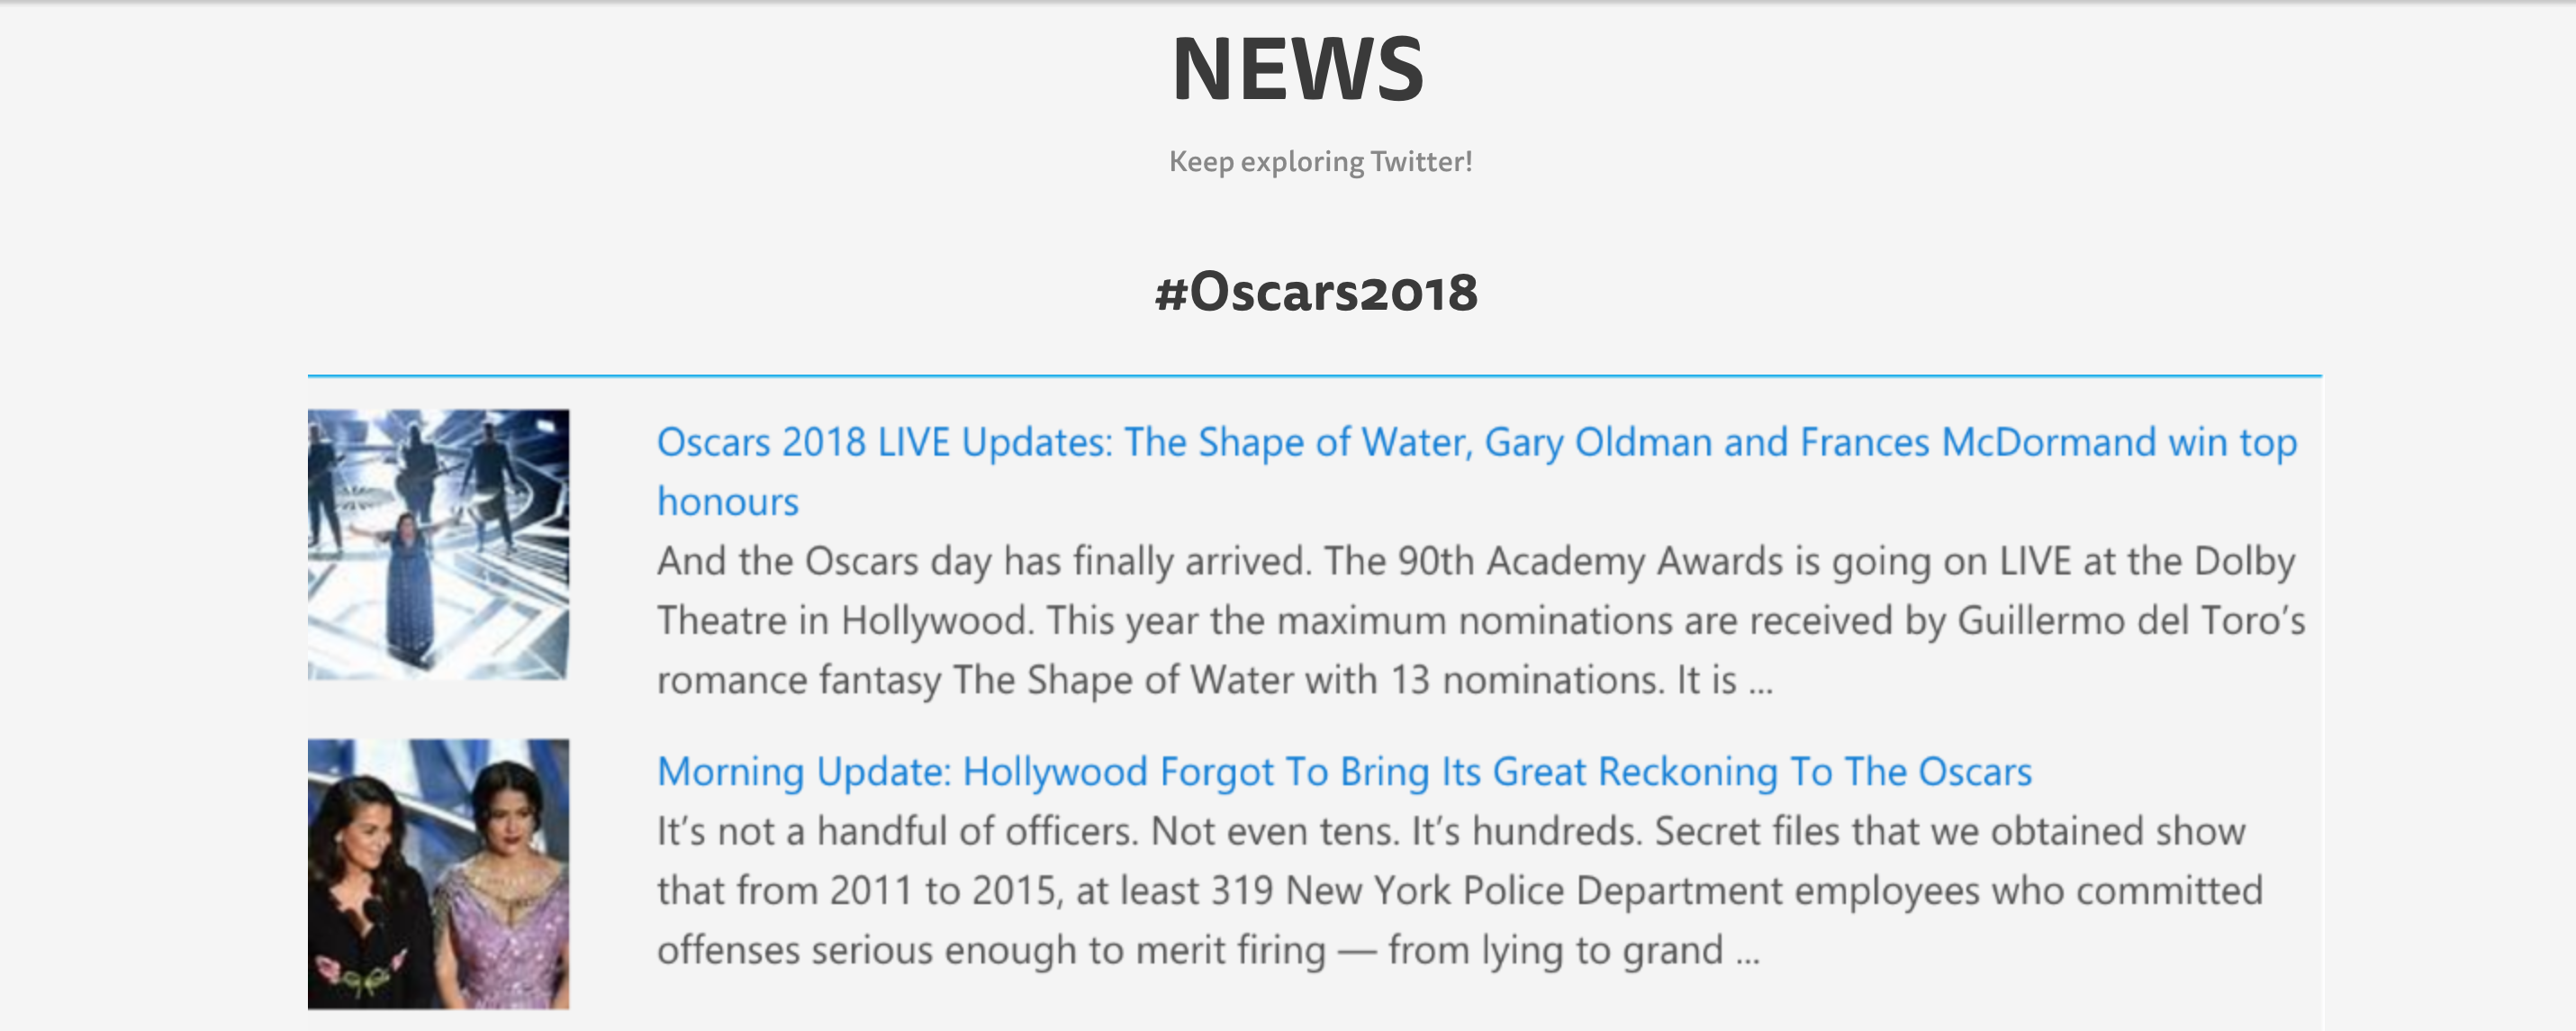 NEWS
Keep exploring Twitter!
#Oscars2018
Oscars 2018 LIVE Updates: The Shape of Water, Gary Oldman and Frances McDormand win top
honours
And the Oscars day has finally arrived. The 90th Academy Awards is going on LIVE at the Dolby
Theatre in Hollywood. This year the maximum nominations are received by Guillermo del Toro’s
romance fantasy The Shape of Water with 13 nominations. It is ...
Morning Update: Hollywood Forgot To Bring Its Great Reckoning To The Oscars
It’s not a handful of officers. Not even tens. It’s hundreds. Secret files that we obtained show
that from 2011 to 2015, at least 319 New York Police Department employees who committed
offenses serious enough to merit firing — from lying to grand ...